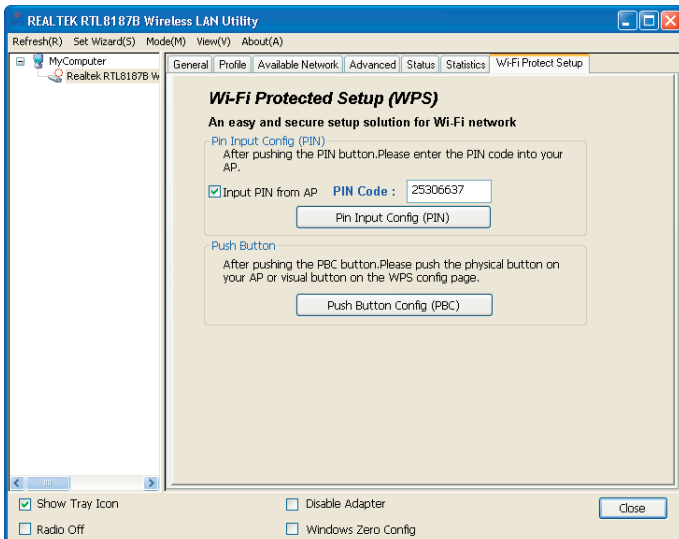 REALTEK RTL8187B Wireless LAN Utility
Refresh(R) Set Wizard(S) Mode(M) View(V) About(A)
MyComputer
Realtek RTL8187B W
General Profile Available Network Advanced Status Statistics Wi-Fi Protect Setup
Wi-Fi Protected Setup (WPS)
An easy and secure setup solution for Wi-Fi network
Pin Input Config (PIN)
After pushing the PIN button.Please enter the PIN code into your
AP.
Input PIN from AP PIN Code : 25306637
Pin Input Config (PIN)
Push Button
After pushing the PBC button.Please push the physical button on
your AP or visual button on the WPS config page.
Push Button Config (PBC)
Show Tray Icon
Radio Off
Disable Adapter
Windows Zero Config
Close